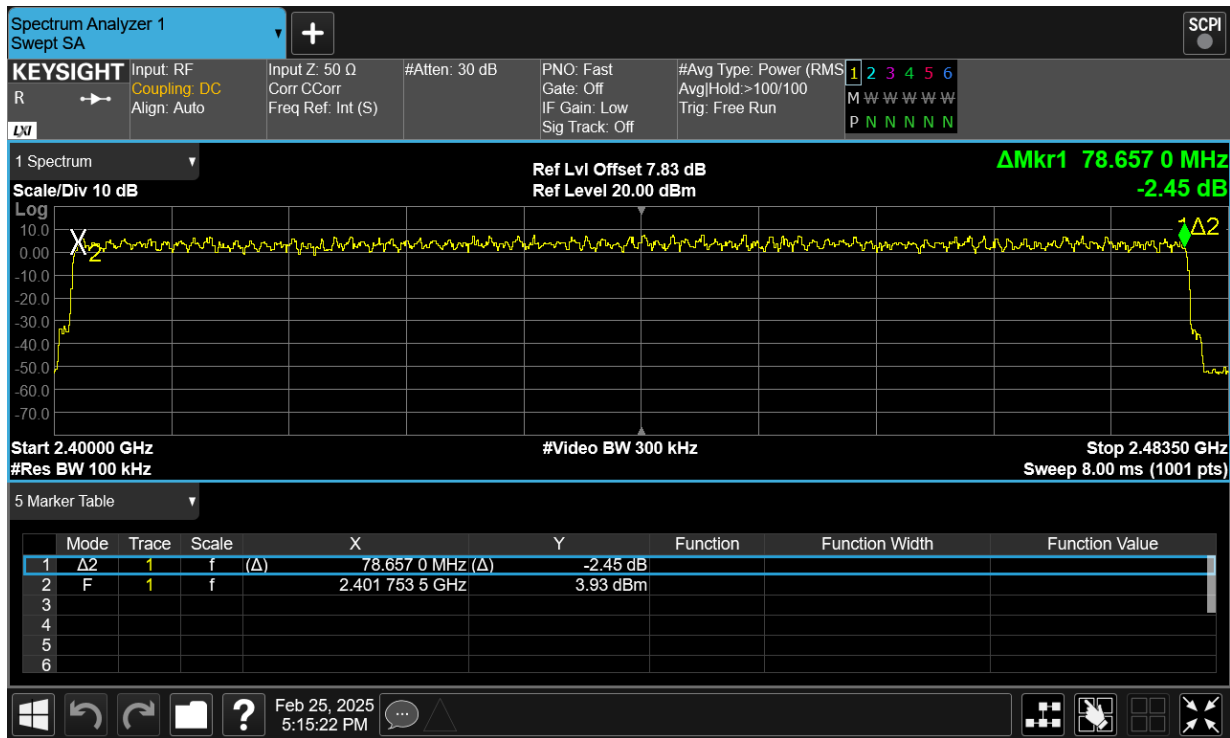 Spectrum Analyzer 1
Swept SA
+
SCPI
KEYSIGHT
R
LXI
Input: RF
Coupling: DC
Align: Auto
Input Z: 50 Ω
Corr CCorr
Freq Ref: Int (S)
#Atten: 30 dB
PNO: Fast
Gate: Off
IF Gain: Low
Sig Track: Off
#Avg Type: Power (RMS
Avg|Hold:>100/100
Trig: Free Run
1 2 3 4 5 6
M W W W W W
P N N N N N
1 Spectrum
Scale/Div 10 dB
Ref Lvl Offset 7.83 dB
Ref Level 20.00 dBm
ΔMkr1 78.657 0 MHz
-2.45 dB
Log
10.0
0.00
-10.0
-20.0
-30.0
-40.0
-50.0
-60.0
-70.0
X2
1Δ2
Start 2.40000 GHz
#Res BW 100 kHz
#Video BW 300 kHz
Stop 2.48350 GHz
Sweep 8.00 ms (1001 pts)
5 Marker Table
Mode Trace Scale X Y Function Function Width Function Value
1 Δ2 1 f (Δ) 78.657 0 MHz (Δ) -2.45 dB
2 F 1 f 2.401 753 5 GHz 3.93 dBm
3
4
5
6
?
Feb 25, 2025
5:15:22 PM